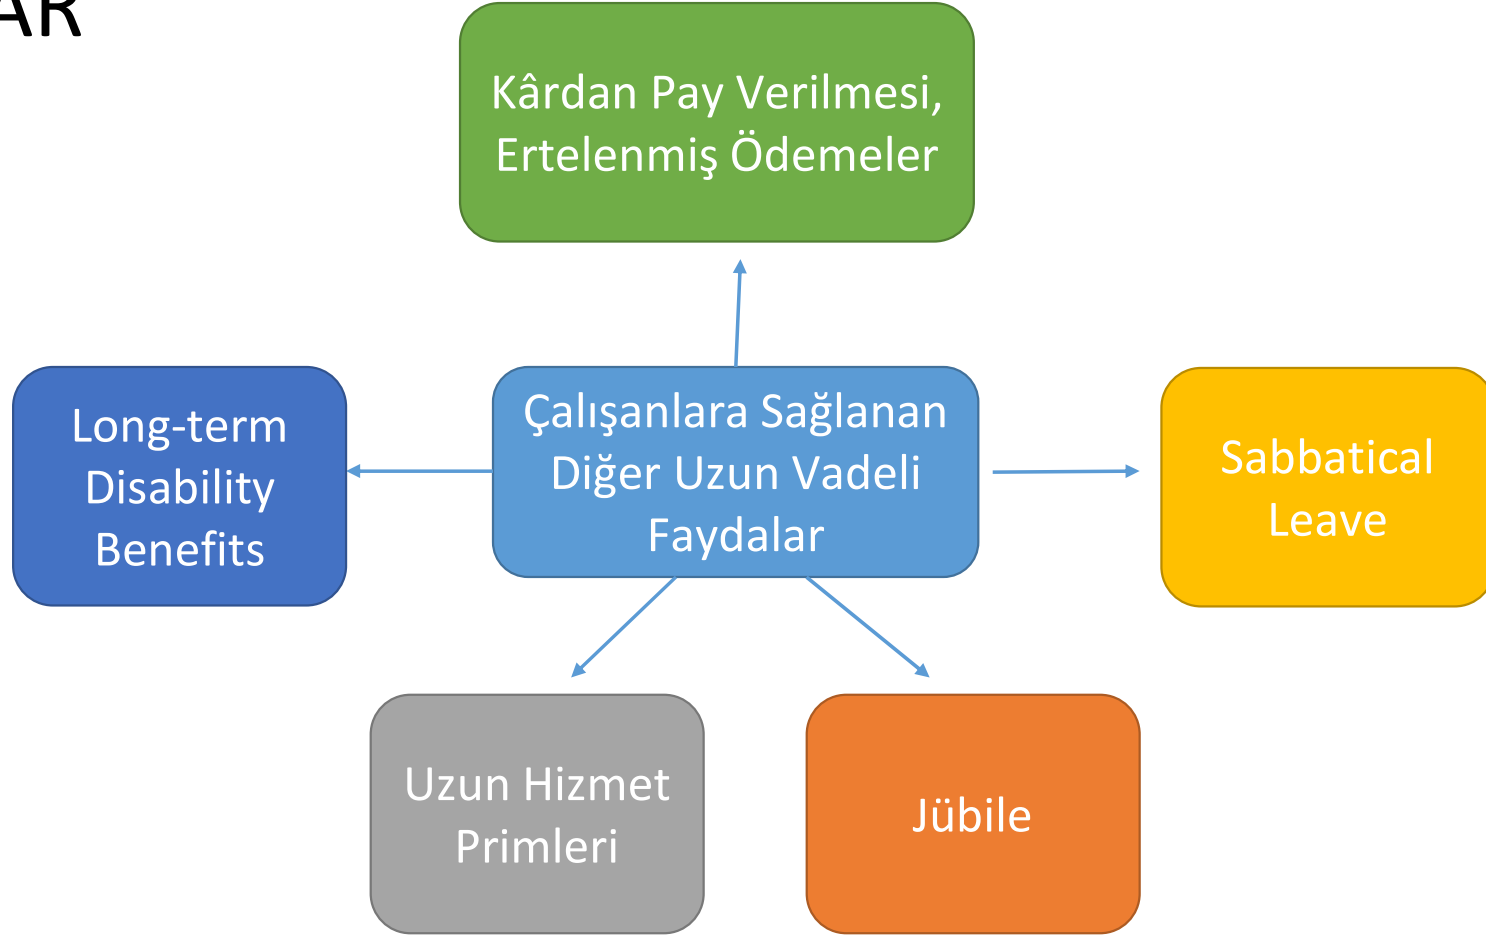 AR
Kârdan Pay Verilmesi,
Ertelenmiş Ödemeler
Long-term
Disability
Benefits
Çalışanlara Sağlanan
Diğer Uzun Vadeli
Faydalar
Sabbatical
Leave
Uzun Hizmet
Primleri
Jübile